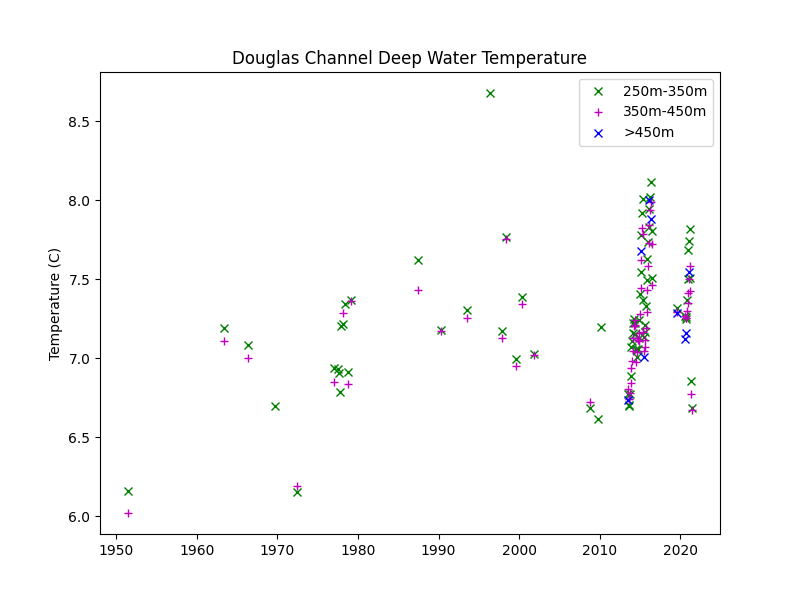 Douglas Channel Deep Water Temperature
250m-350m
350m-450m
>450m
Temperature (C)
8.5
8.0
7.5
7.0
6.5
6.0
1950 1960 1970 1980 1990 2000 2010 2020